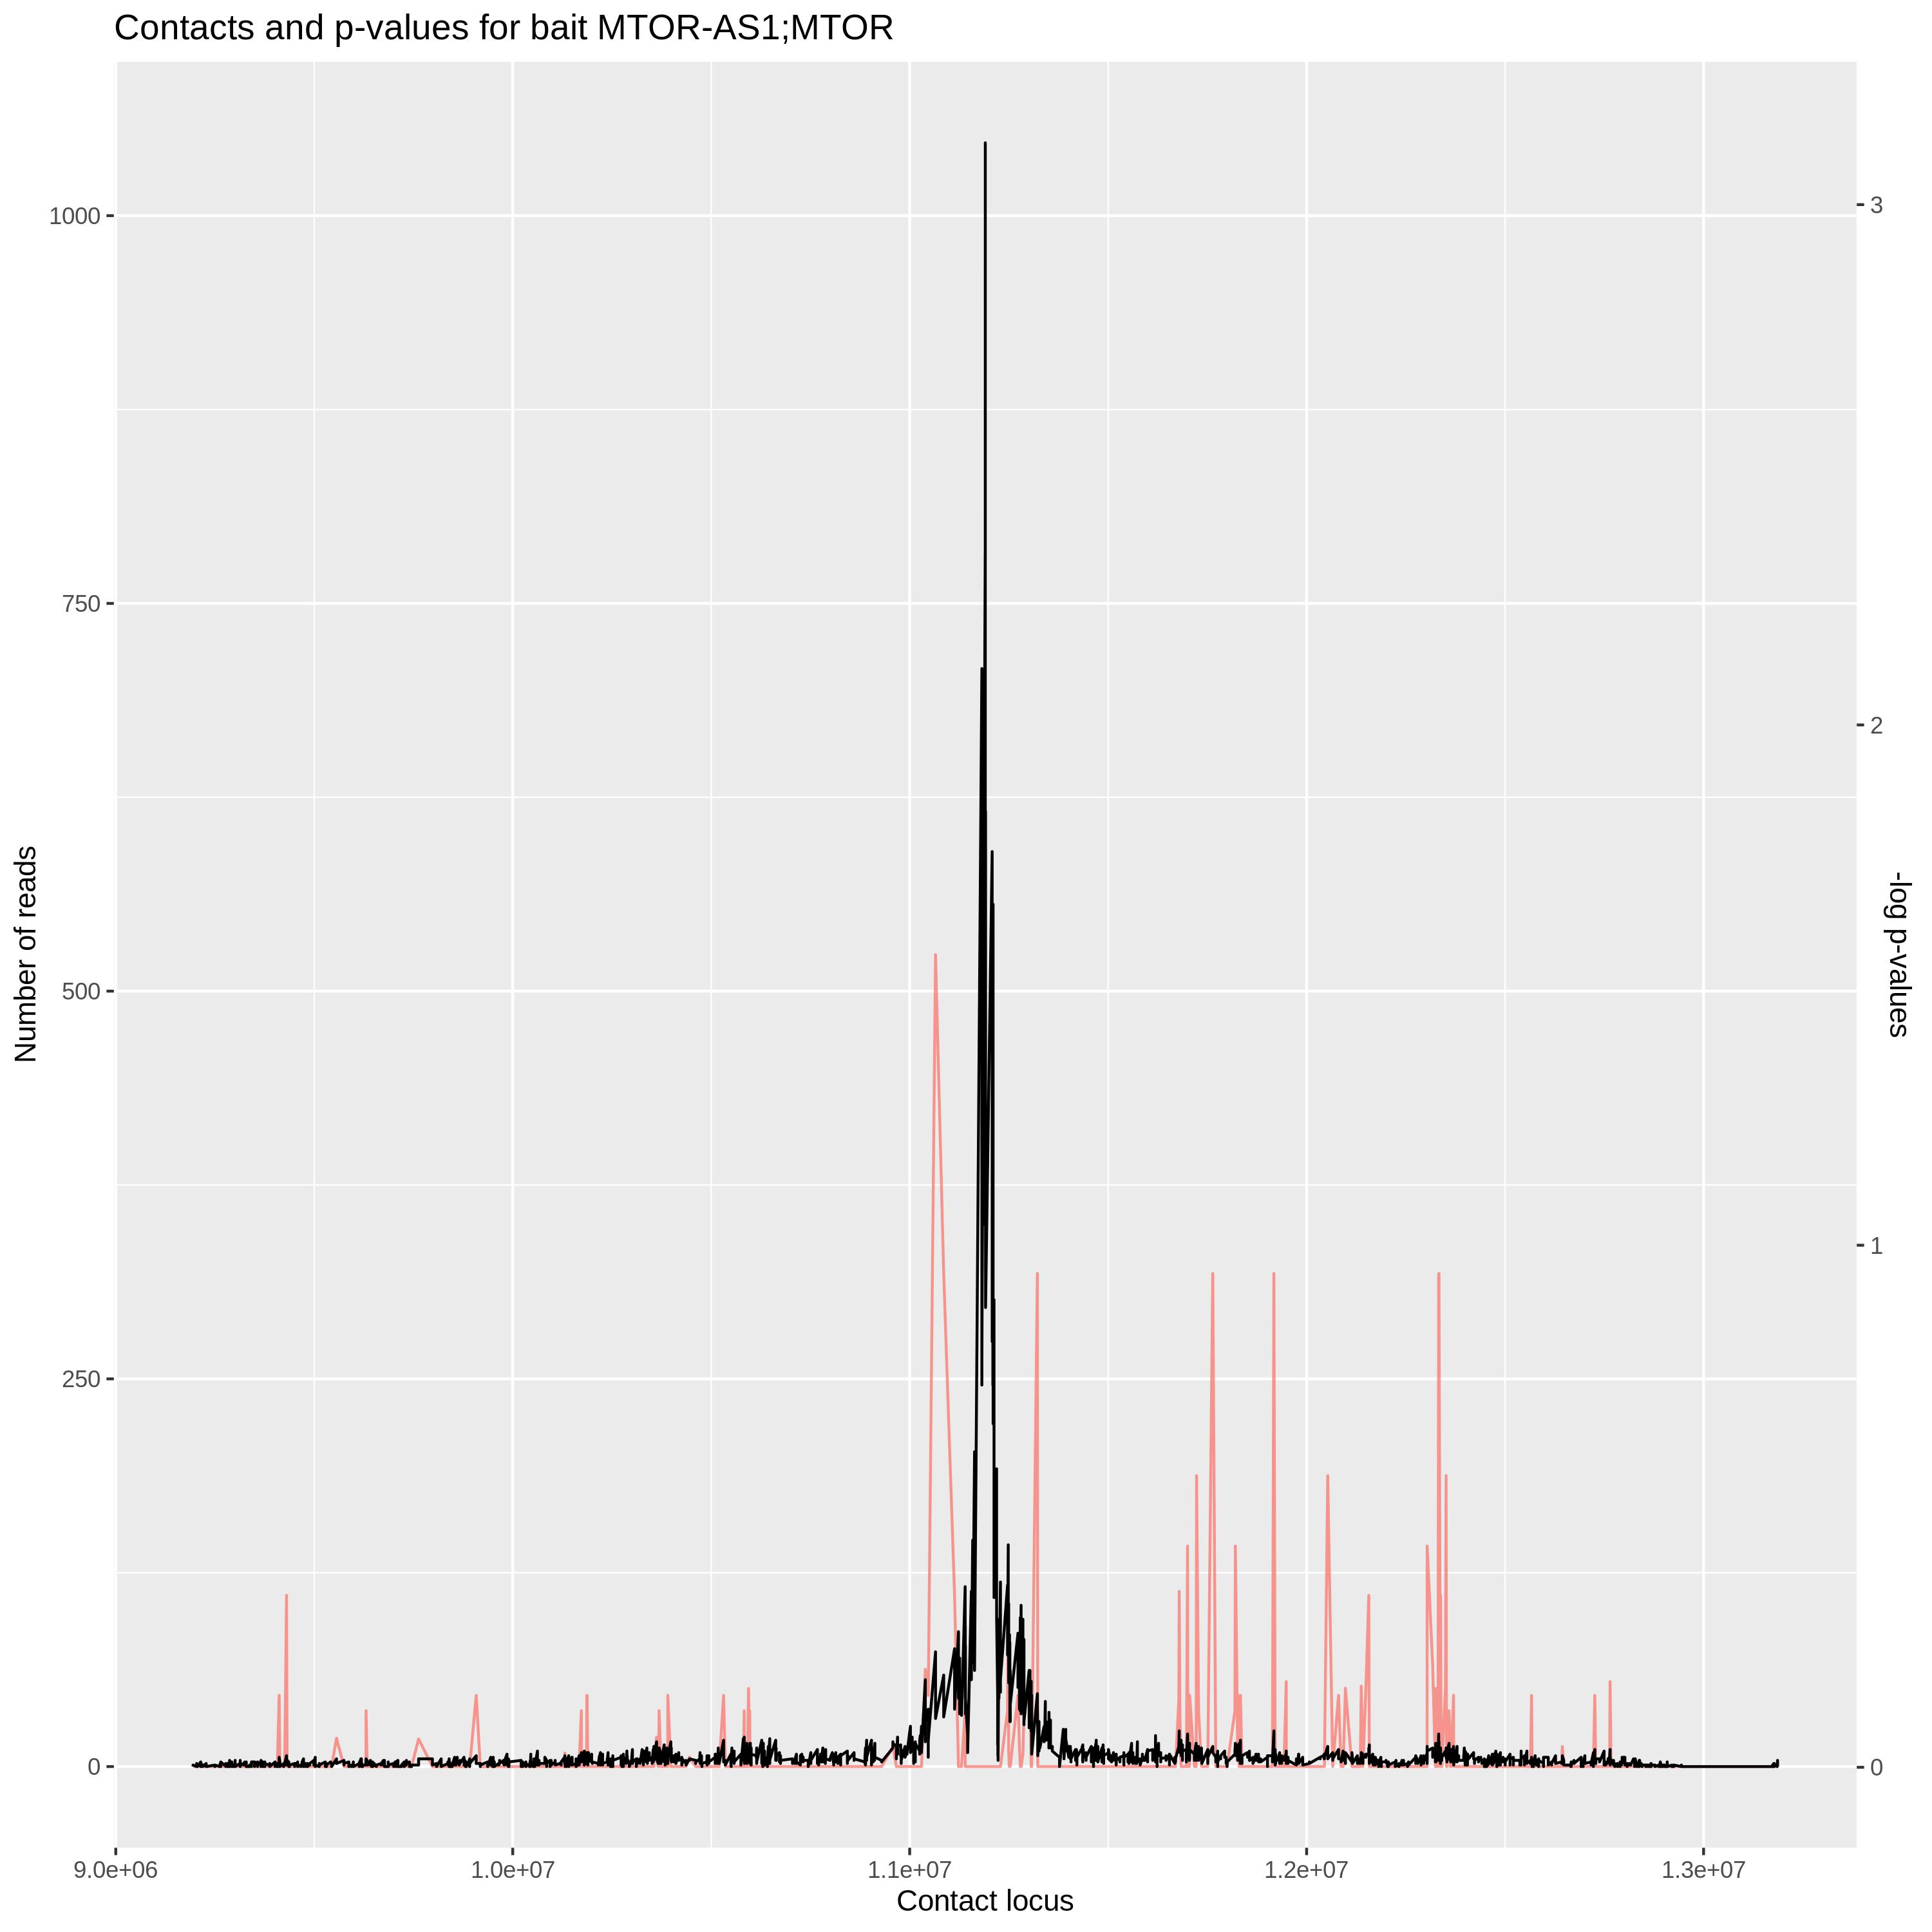 Contacts and p-values for bait MTOR-AS1;MTOR
Number of reads
1000
750
500
250
0
3
2
1
0
-log p-values
9.0e+06
1.0e+07
1.1e+07
1.2e+07
1.3e+07
Contact locus